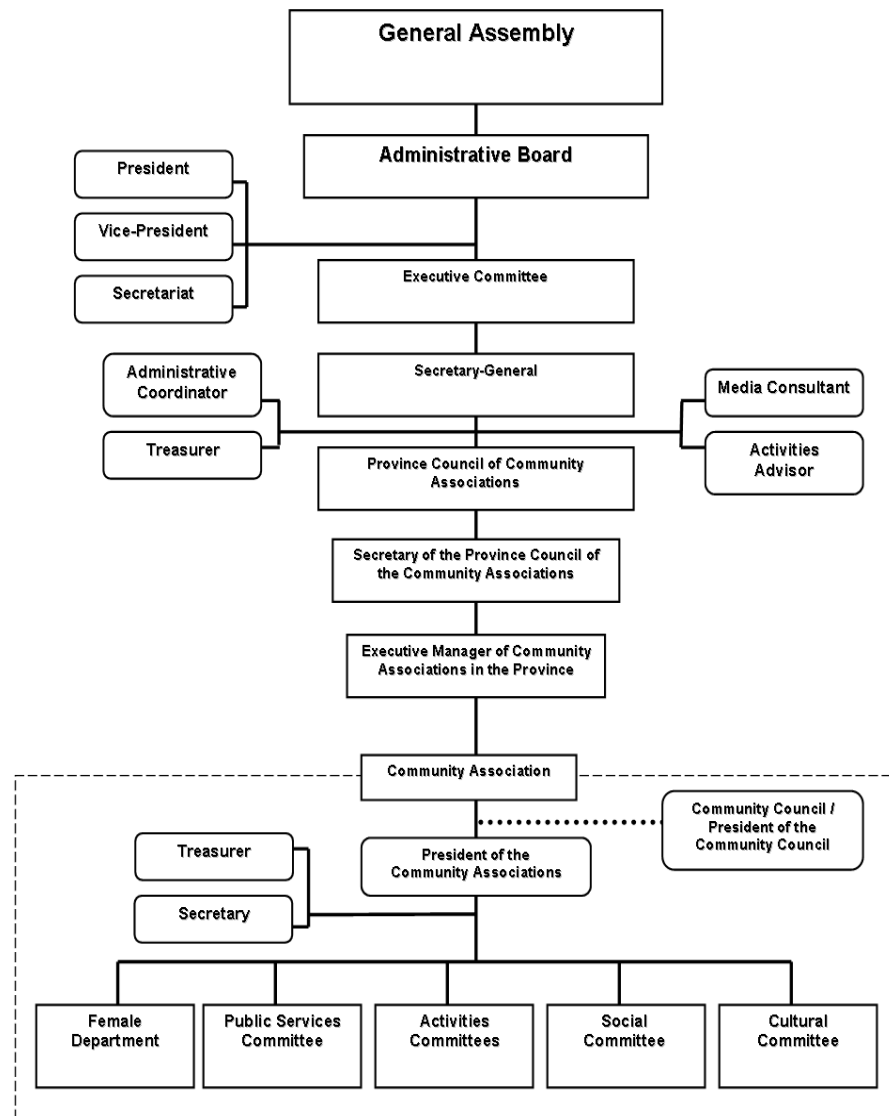 General Assembly
Administrative Board
President
Vice-President
Secretariat
Executive Committee
Secretary-General
Administrative
Coordinator
Treasurer
Media Consultant
Activities
Advisor
Province Council of Community
Associations
Secretary of the Province Council of
the Community Associations
Executive Manager of Community
Associations in the Province
Community Association
Community Council /
President of the
Community Council
President of the
Community Associations
Treasurer
Secretary
Female
Department
Public Services
Committee
Activities
Committees
Social
Committee
Cultural
Committee